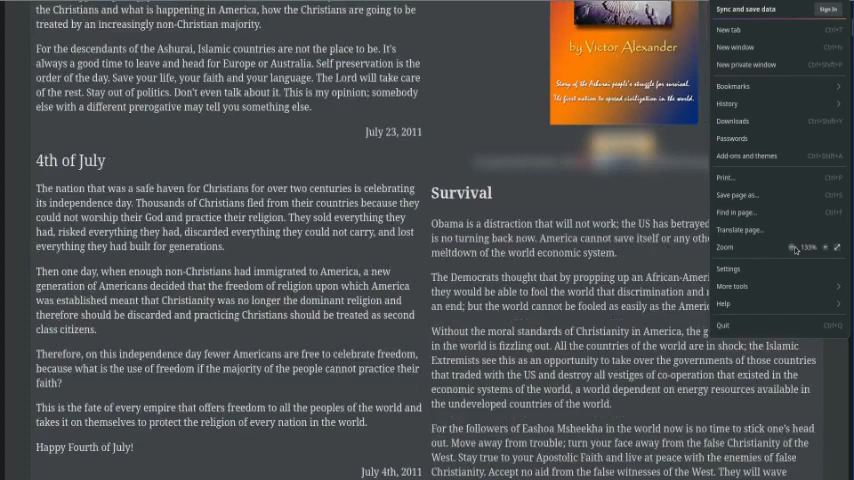 the Christians and what is happening in America, how the Christians are going to be
treated by an increasingly non-Christian majority.
For the descendants of the Ashurai, Islamic countries are not the place to be. It's
always a good time to leave and head for Europe or Australia. Self preservation is the
order of the day. Save your life, your faith and your language. The Lord will take care
of the rest. Stay out of politics. Don't even talk about it. This is my opinion; somebody
else with a different prerogative may tell you something else.
July 23, 2011
4th of July
The nation that was a safe haven for Christians for over two centuries is celebrating
its independence day. Thousands of Christians fled from their countries because they
could not worship their God and practice their religion. They sold everything they
had, risked everything they had, discarded everything they could not carry, and lost
everything they had built for generations.
Then one day, when enough non-Christians had immigrated to America, a new
generation of Americans decided that the freedom of religion upon which America
was established meant that Christianity was no longer the dominant religion and
therefore should be discarded and practicing Christians should be treated as second
class citizens.
Therefore, on this independence day fewer Americans are free to celebrate freedom,
because what is the use of freedom if the majority of the people cannot practice their
faith?
This is the fate of every empire that offers freedom to all the peoples of the world and
takes it on themselves to protect the religion of every nation in the world.
Happy Fourth of July!
July 4th, 2011
by Victor Alexander
Story of the Ashurai people's struggle for survival.
The first nation to spread civilization in the world.
Survival
Obama is a distraction that will not work; the US has betrayed
is no turning back now. America cannot save itself or any othe
meltdown of the world economic system.
The Democrats thought that by propping up an African-Ameri
they would be able to fool the world that discrimination and
an end; but the world cannot be fooled as easily as the Americ
Without the moral standards of Christianity in America, the g
in the world is fizzling out. All the countries of the world are in shock; the Islamic
Extremists see this as an opportunity to take over the governments of those countries
that traded with the US and destroy all vestiges of co-operation that existed in the
economic systems of the world, a world dependent on energy resources available in
the undeveloped countries of the world.
For the followers of Eashoa Msheekha in the world now is no time to stick one's head
out. Move away from trouble; turn your face away from the false Christianity of the
West. Stay true to your Apostolic Faith and live at peace with the enemies of false
Christianity. Accept no aid from the false witnesses of the West. They will wave
Sync and save data Sign In
New tab Ctrl+T
New window Ctrl+N
New private window Ctrl+Shift+P
Bookmarks
History
Downloads Ctrl+Shift+Y
Passwords
Add-ons and themes Ctrl+Shift+A
Print... Ctrl+P
Save page as... Ctrl+S
Find in page... Ctrl+F
Translate page...
Zoom 133%
Settings
More tools
Help
Quit Ctrl+Q